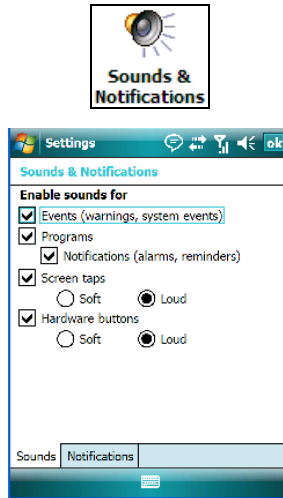 Sounds &
Notifications
Settings
ok
Sounds & Notifications
Enable sounds for
Events (warnings, system events)
Programs
Notifications (alarms, reminders)
Screen taps
Soft Loud
Hardware buttons
Soft Loud
Sounds Notifications